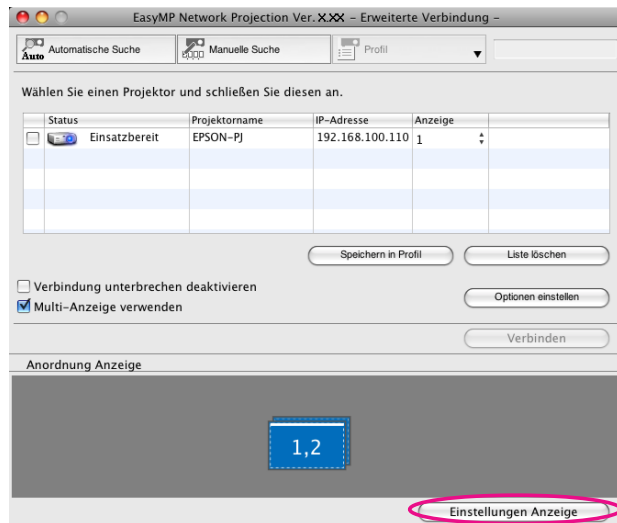 EasyMP Network Projection Ver. X.XX – Erweiterte Verbindung –
Auto Automatische Suche Manuelle Suche Profil
Wählen Sie einen Projektor und schließen Sie diesen an.
Status Projektorname IP-Adresse Anzeige
Einsatzbereit EPSON-PJ 192.168.100.110 1
Speichern in Profil Liste löschen
Verbindung unterbrechen deaktivieren
Multi-Anzeige verwenden
Optionen einstellen
Verbinden
Anordnung Anzeige
1,2
Einstellungen Anzeige